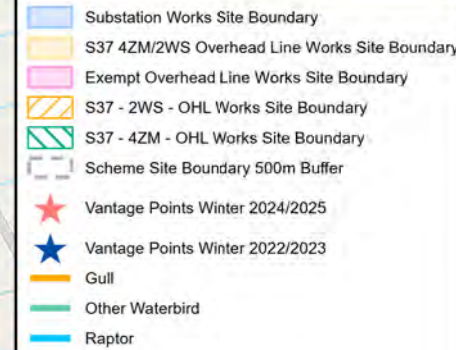 Substation Works Site Boundary
S37 4ZM/2WS Overhead Line Works Site Boundary
Exempt Overhead Line Works Site Boundary
S37 - 2WS - OHL Works Site Boundary
S37 - 4ZM - OHL Works Site Boundary
Scheme Site Boundary 500m Buffer
Vantage Points Winter 2024/2025
Vantage Points Winter 2022/2023
Gull
Other Waterbird
Raptor